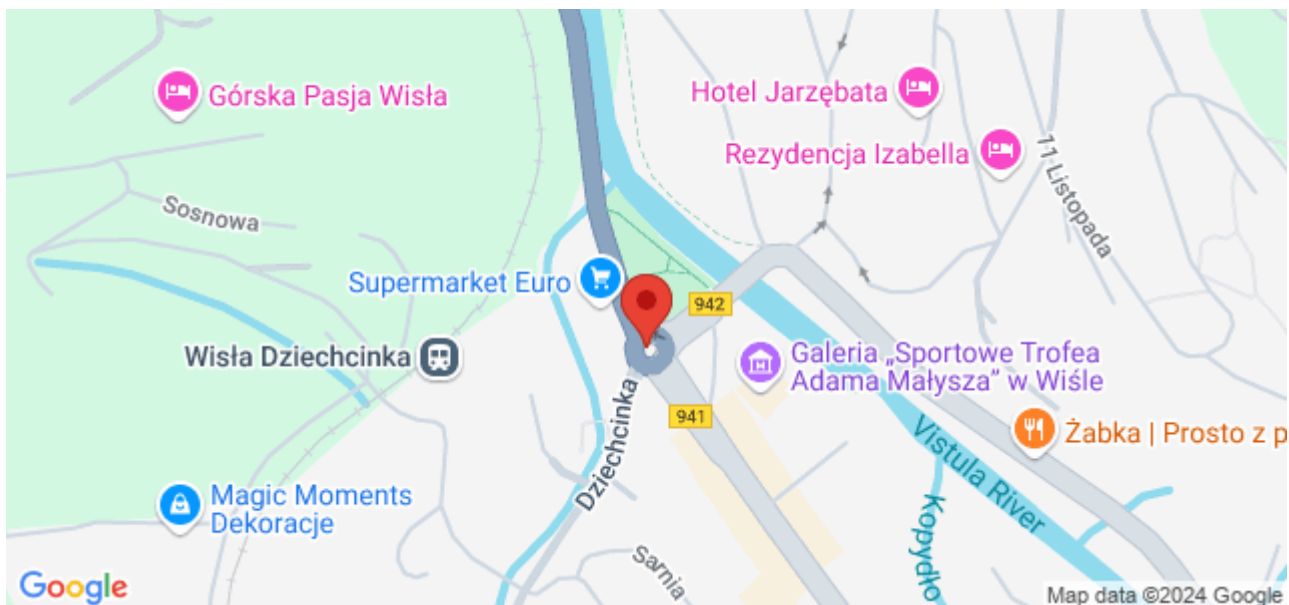 Górska Pasja Wisła
Hotel Jarzębata
Rezydencja Izabella
11 Listopada
Sosnowa
Supermarket Euro
942
Wisła Dziechcinka
Galeria „Sportowe Trofea
Adama Małysza” w Wiśle
941
Dziechcinka
Żabka | Prosto z p
Vistula River
Magic Moments
Dekoracje
Kopydło
Sarnia
Google
Map data ©2024 Google